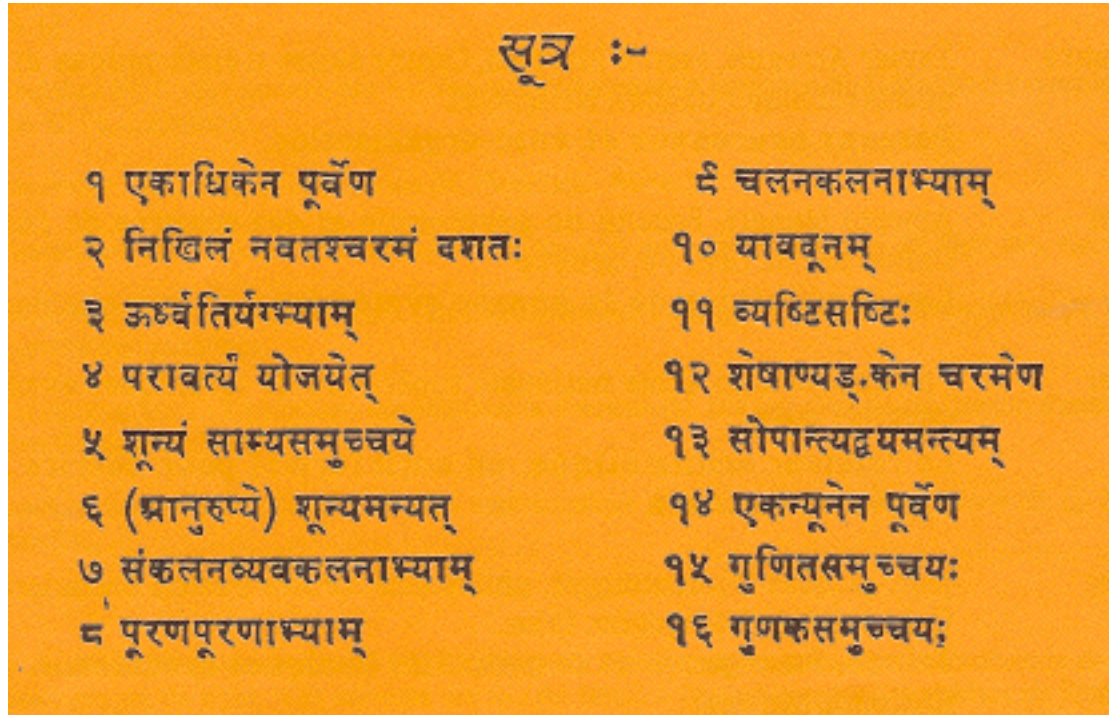 सूत्र :-
१ एकाधिकेन पूर्वेण
२ निखिलं नवतश्चरमं दशतः
३ ऊर्ध्वतिर्यग्भ्याम्
४ परावर्त्यं योजयेत्
५ शून्यं साम्यसमुच्चये
६ (आनुरुप्ये) शून्यमन्यत्
७ संकलनव्यवकलनाभ्याम्
८ पूरणपूरणाभ्याम्
९ चलनकलनाभ्याम्
१० यावदूनम्
११ व्यष्टिसष्टिः
१२ शेषाण्यड्.केन चरमेण
१३ सोपान्त्यद्वयमन्त्यम्
१४ एकन्यूनेन पूर्वेण
१५ गुणितसमुच्चयः
१६ गुणकसमुच्चयः